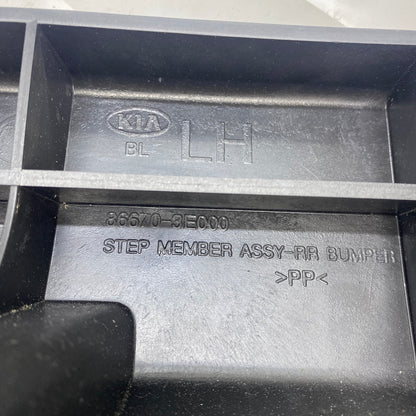 KIA
BL LH
86670-3E000
STEP MEMBER ASSY-RR BUMPER
>PP<